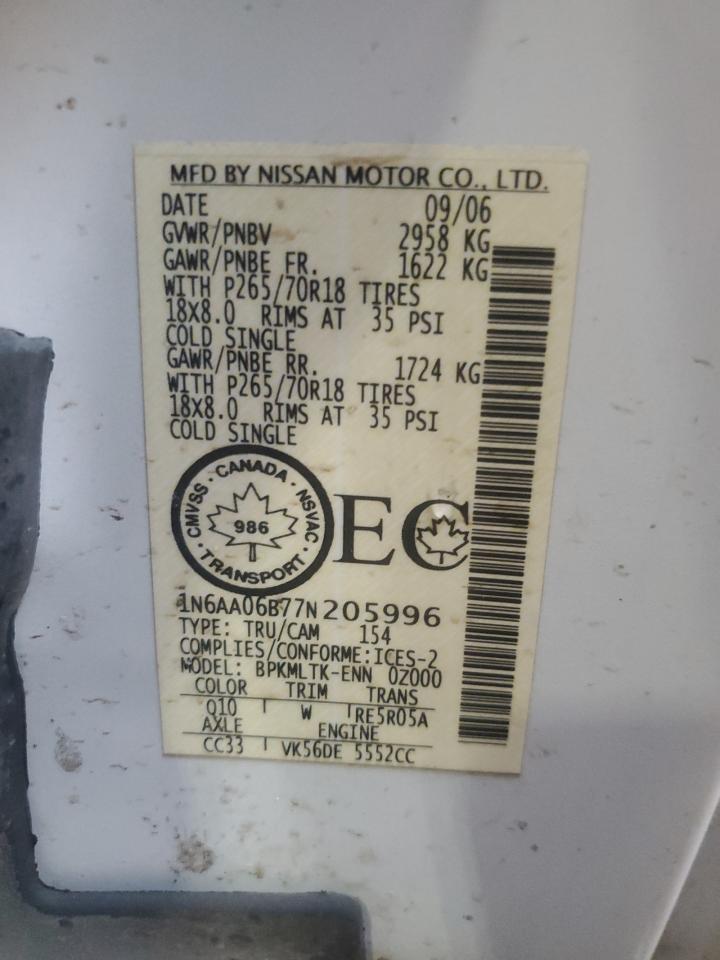 MFD BY NISSAN MOTOR CO., LTD.
DATE 09/06
GVWR/PNBV 2958 KG
GAWR/PNBE FR. 1622 KG
WITH P265/70R18 TIRES
18X8.0 RIMS AT 35 PSI
COLD SINGLE
GAWR/PNBE RR. 1724 KG
WITH P265/70R18 TIRES
18X8.0 RIMS AT 35 PSI
COLD SINGLE
CMVSS · CANADA · NSVAC
986
· TRANSPORT ·
EC
1N6AA06B77N205996
TYPE: TRU/CAM 154
COMPLIES/CONFORME:ICES-2
MODEL: BPKMLTK-ENN 0Z000
COLOR TRIM TRANS
Q10 W RE5R05A
AXLE ENGINE
CC33 VK56DE 5552CC